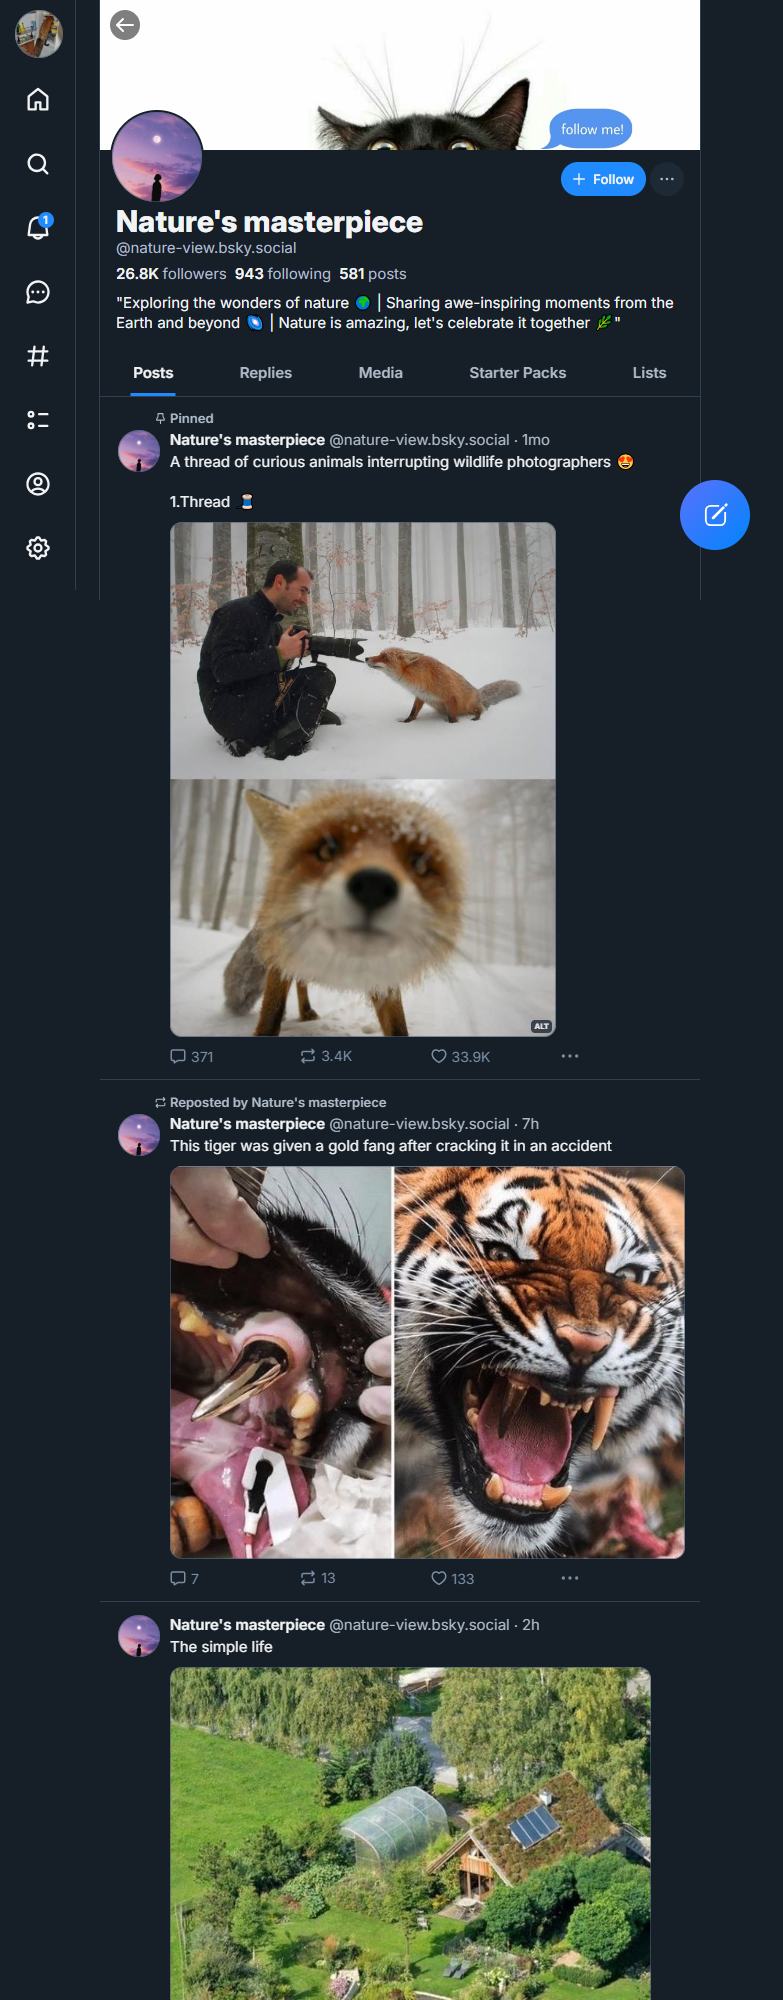 follow me!
+ Follow
Nature's masterpiece
@nature-view.bsky.social
26.8K followers 943 following 581 posts
"Exploring the wonders of nature 🌍 | Sharing awe-inspiring moments from the
Earth and beyond 🌌 | Nature is amazing, let's celebrate it together 🌿"
Posts Replies Media Starter Packs Lists
1
Pinned
Nature's masterpiece @nature-view.bsky.social · 1mo
A thread of curious animals interrupting wildlife photographers 😍
1.Thread 🧵
ALT
371 3.4K 33.9K
Reposted by Nature's masterpiece
Nature's masterpiece @nature-view.bsky.social · 7h
This tiger was given a gold fang after cracking it in an accident
7 13 133
Nature's masterpiece @nature-view.bsky.social · 2h
The simple life